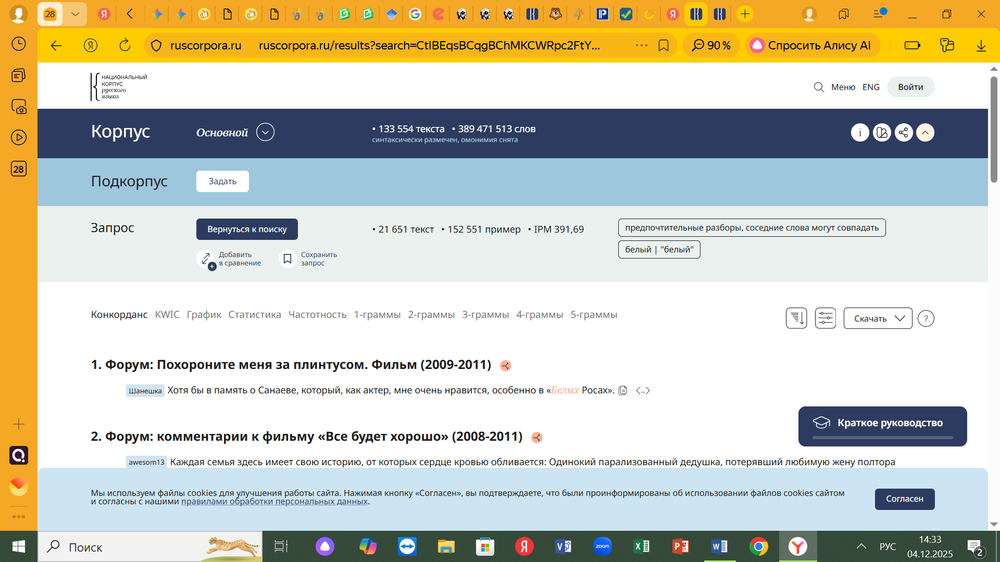 28
Я
ruscorpora.ru
ruscorpora.ru/results?search=CtIBEqsBCqgBChMKCWRpc2FtY...
90 %
Спросить Алису AI
28
НАЦИОНАЛЬНЫЙ
КОРПУС
русского
языка
Меню
ENG
Войти
Корпус
Основной
• 133 554 текста • 389 471 513 слов
синтаксически размечен, омонимия снята
Подкорпус
Задать
Запрос
Вернуться к поиску
• 21 651 текст • 152 551 пример • IPM 391,69
предпочтительные разборы, соседние слова могут совпадать
белый | "белый"
Добавить
в сравнение
Сохранить
запрос
Конкорданс KWIC График Статистика Частотность 1-граммы 2-граммы 3-граммы 4-граммы 5-граммы
Скачать
?
1. Форум: Похороните меня за плинтусом. Фильм (2009-2011)
Шанешка Хотя бы в память о Санаеве, который, как актер, мне очень нравится, особенно в «Белых Росах». <...>
Краткое руководство
2. Форум: комментарии к фильму «Все будет хорошо» (2008-2011)
awesom13 Каждая семья здесь имеет свою историю, от которых сердце кровью обливается: Одинокий парализованный дедушка, потерявший любимую жену полтора
Мы используем файлы cookies для улучшения работы сайта. Нажимая кнопку «Согласен», вы подтверждаете, что были проинформированы об использовании файлов cookies сайтом
и согласны с нашими правилами обработки персональных данных.
Согласен
Поиск
zoom
РУС
14:33
04.12.2025
2